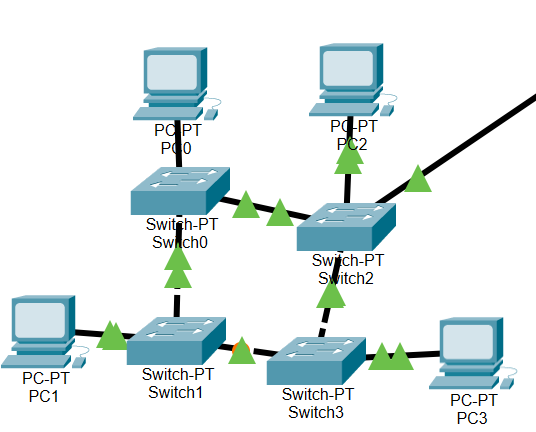 PC-PT
PC0
PC-PT
PC2
Switch-PT
Switch0
Switch-PT
Switch2
PC-PT
PC1
Switch-PT
Switch1
Switch-PT
Switch3
PC-PT
PC3